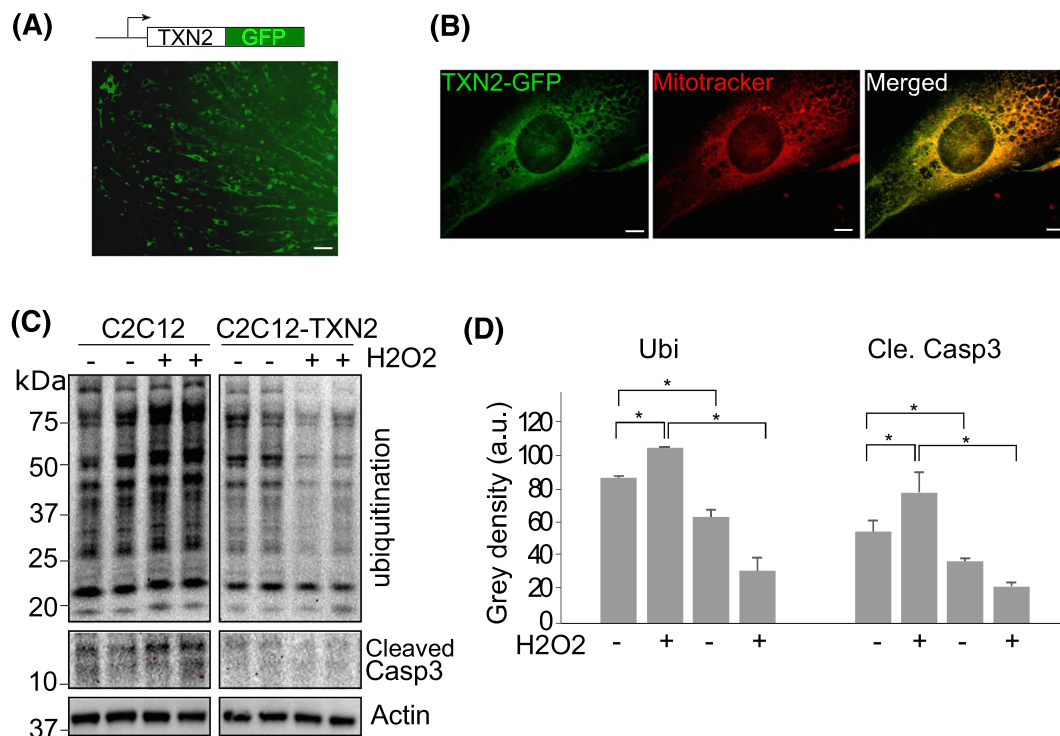 (A)
TXN2 GFP
(B)
TXN2-GFP Mitotracker Merged
(C)
C2C12 C2C12-TXN2
- - + + - - + + H2O2
kDa
75
50
37
25
20
ubiquitination
10
Cleaved
Casp3
37
Actin
(D)
Ubi Cle. Casp3
* * * * * *
Grey density (a.u.)
120
100
80
60
40
20
0
H2O2 - + - + - + - +